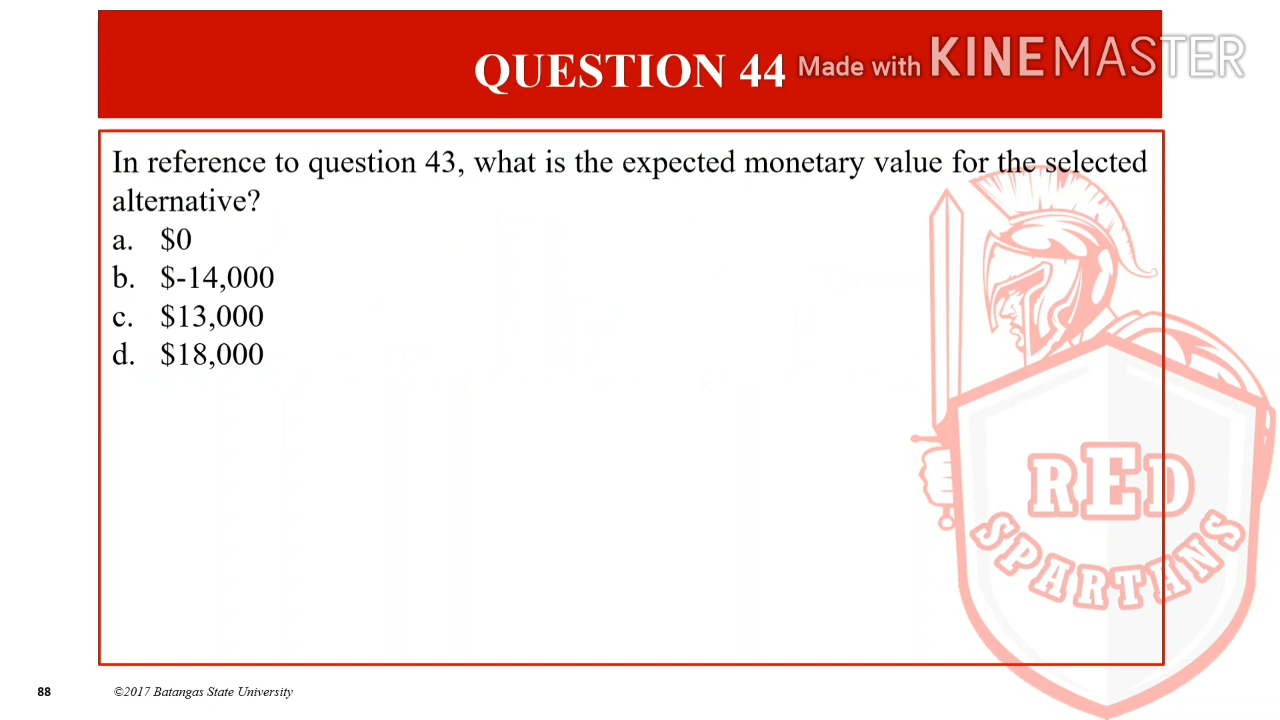 QUESTION 44
Made with KINEMASTER
In reference to question 43, what is the expected monetary value for the selected
alternative?
a. $0
b. $-14,000
c. $13,000
d. $18,000
RED
SPARTANS
88
©2017 Batangas State University